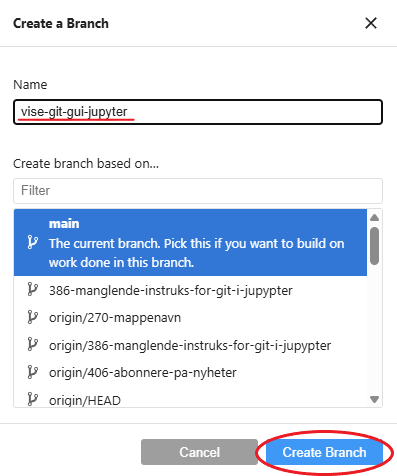 Create a Branch
Name
vise-git-gui-jupyter
Create branch based on...
Filter
main
The current branch. Pick this if you want to build on
work done in this branch.
386-manglende-instruks-for-git-i-jupypter
origin/270-mappenavn
origin/386-manglende-instruks-for-git-i-jupypter
origin/406-abonnere-pa-nyheter
origin/HEAD
Cancel
Create Branch